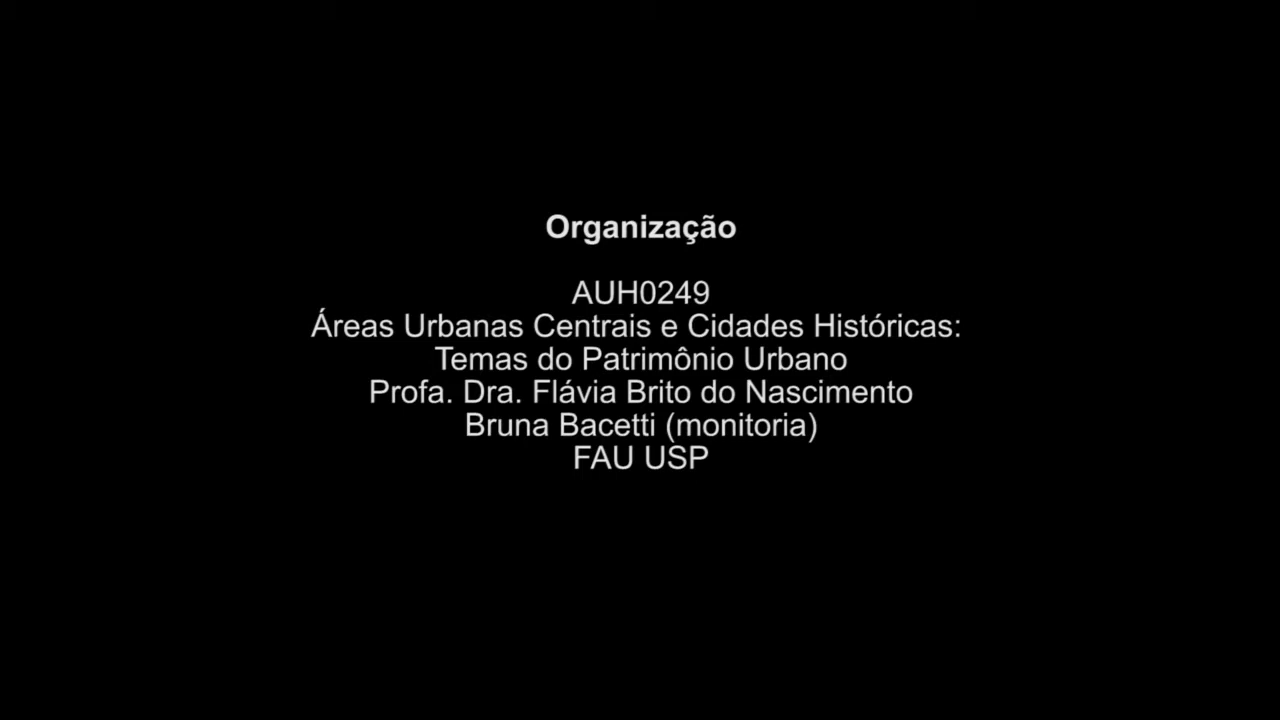 Organização
AUH0249
Áreas Urbanas Centrais e Cidades Históricas:
Temas do Patrimônio Urbano
Profa. Dra. Flávia Brito do Nascimento
Bruna Bacetti (monitoria)
FAU USP